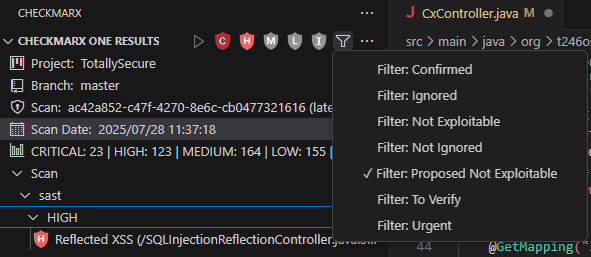 CHECKMARX
CxController.java
CHECKMARX ONE RESULTS
C H M L I
src > main > java > org > t246os
Project: TotallySecure
Branch: master
Scan: ac42a852-c47f-4270-8e6c-cb0477321616 (late
Scan Date: 2025/07/28 11:37:18
CRITICAL: 23 | HIGH: 123 | MEDIUM: 164 | LOW: 155 |
Scan
sast
HIGH
H Reflected XSS (/SQLInjectionReflectionController.java:
Filter: Confirmed
Filter: Ignored
Filter: Not Exploitable
Filter: Not Ignored
✓ Filter: Proposed Not Exploitable
Filter: To Verify
Filter: Urgent
44 @GetMapping("